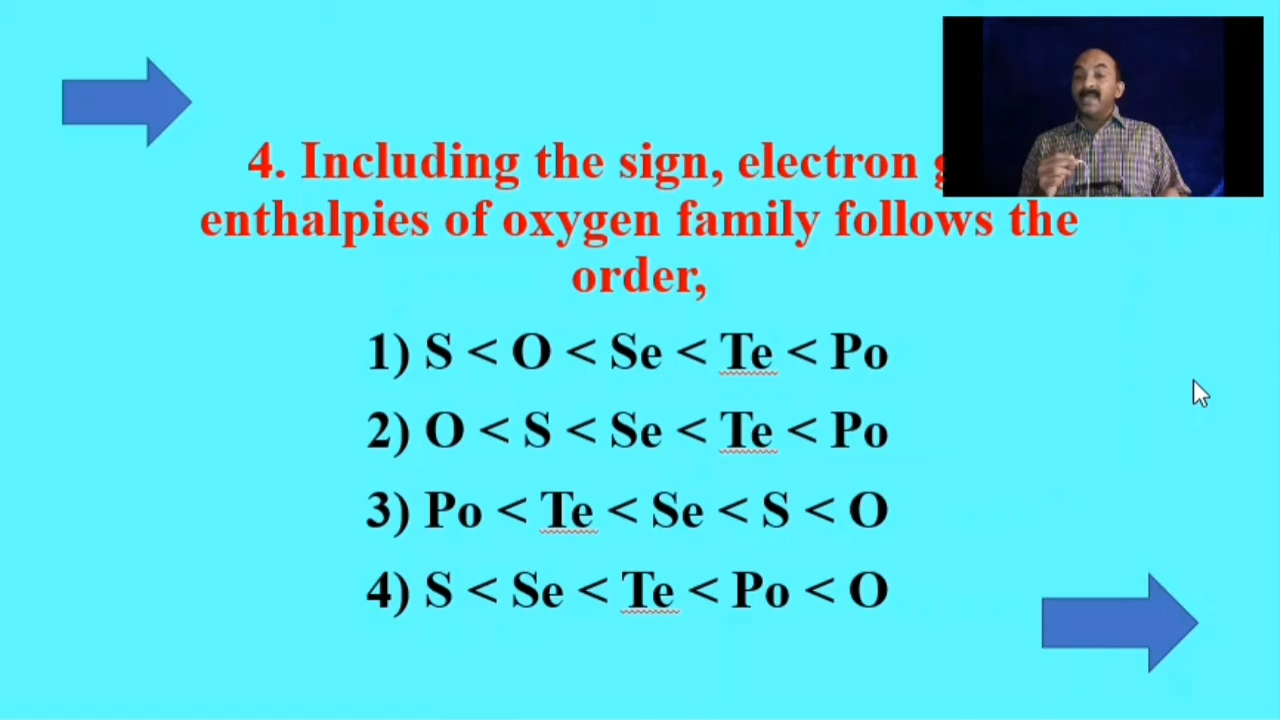 4. Including the sign, electron
enthalpies of oxygen family follows the
order,
1) S < O < Se < Te < Po
2) O < S < Se < Te < Po
3) Po < Te < Se < S < O
4) S < Se < Te < Po < O